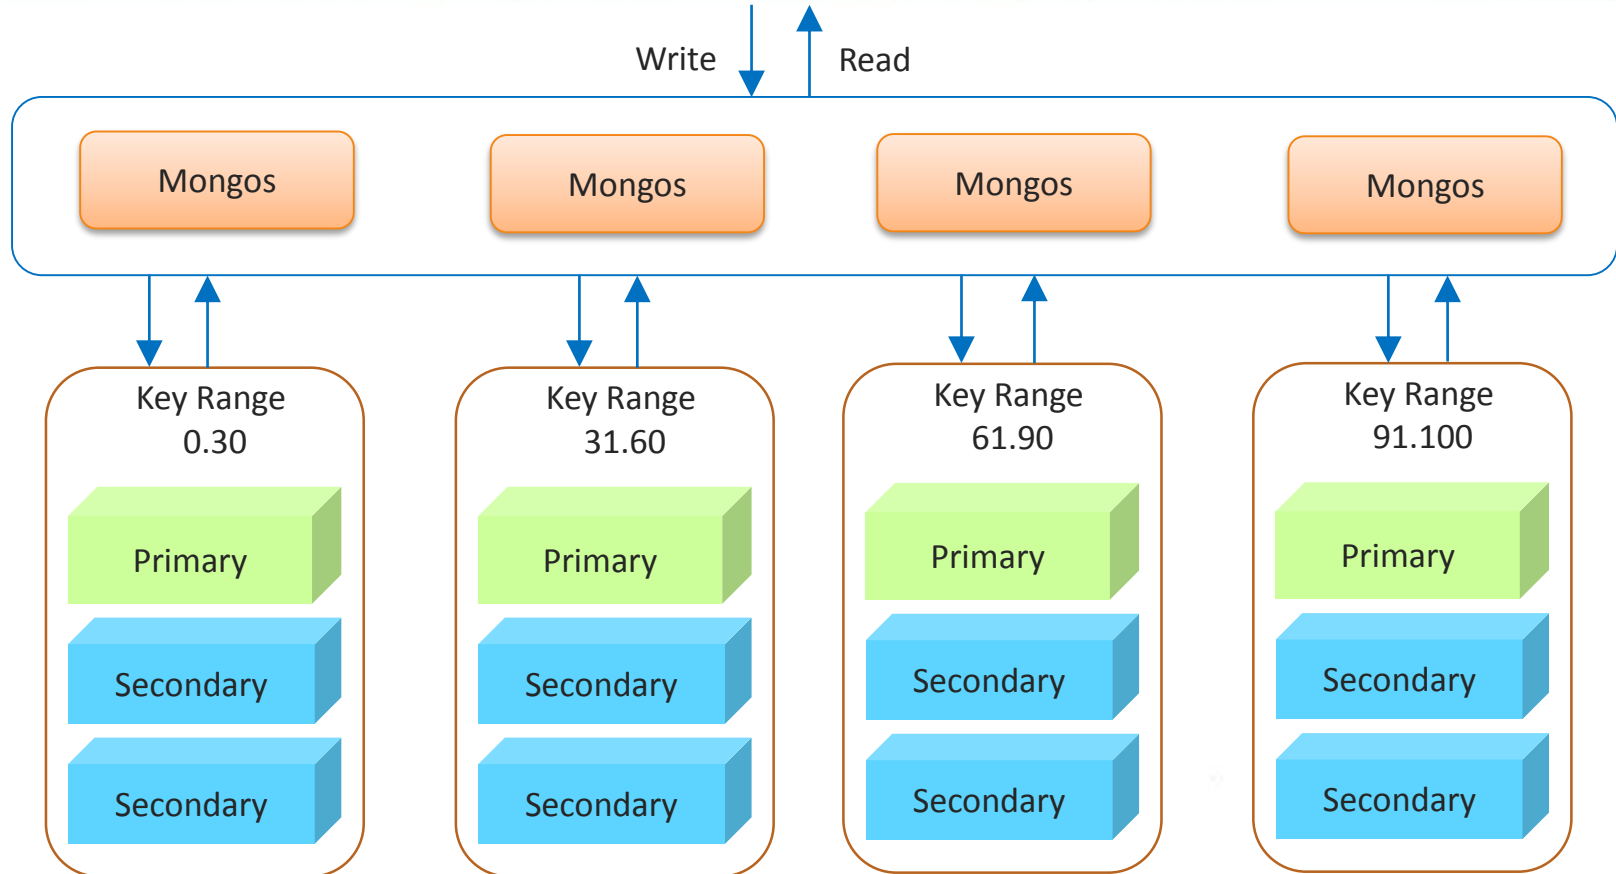 Write Read
Mongos Mongos Mongos Mongos
Key Range
0.30
Primary
Secondary
Secondary
Key Range
31.60
Primary
Secondary
Secondary
Key Range
61.90
Primary
Secondary
Secondary
Key Range
91.100
Primary
Secondary
Secondary